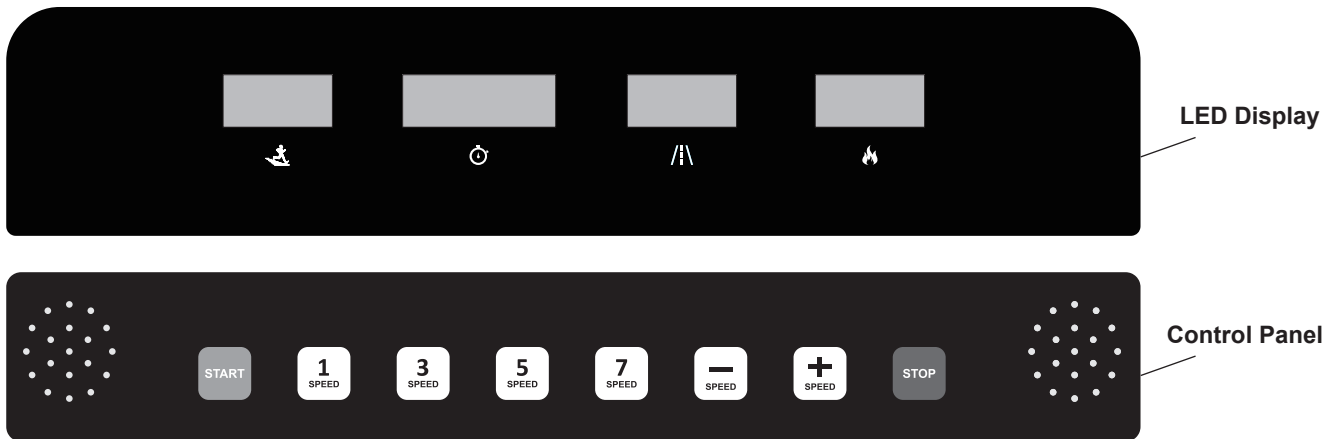 LED Display
Control Panel
START
1
SPEED
3
SPEED
5
SPEED
7
SPEED
−
SPEED
+
SPEED
STOP